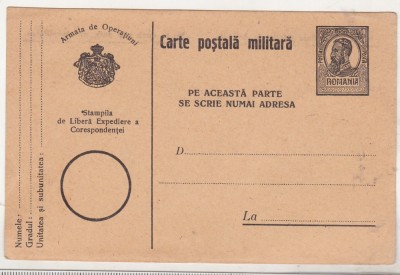 Armata de Operațiuni
Carte poștală militară
ROMANIA
PE ACEASTĂ PARTE
SE SCRIE NUMAI ADRESA
Stampila
de Liberă Expediere a
Corespondenței
D
La
Numele:
Gradul:
Unitatea și subunitatea: